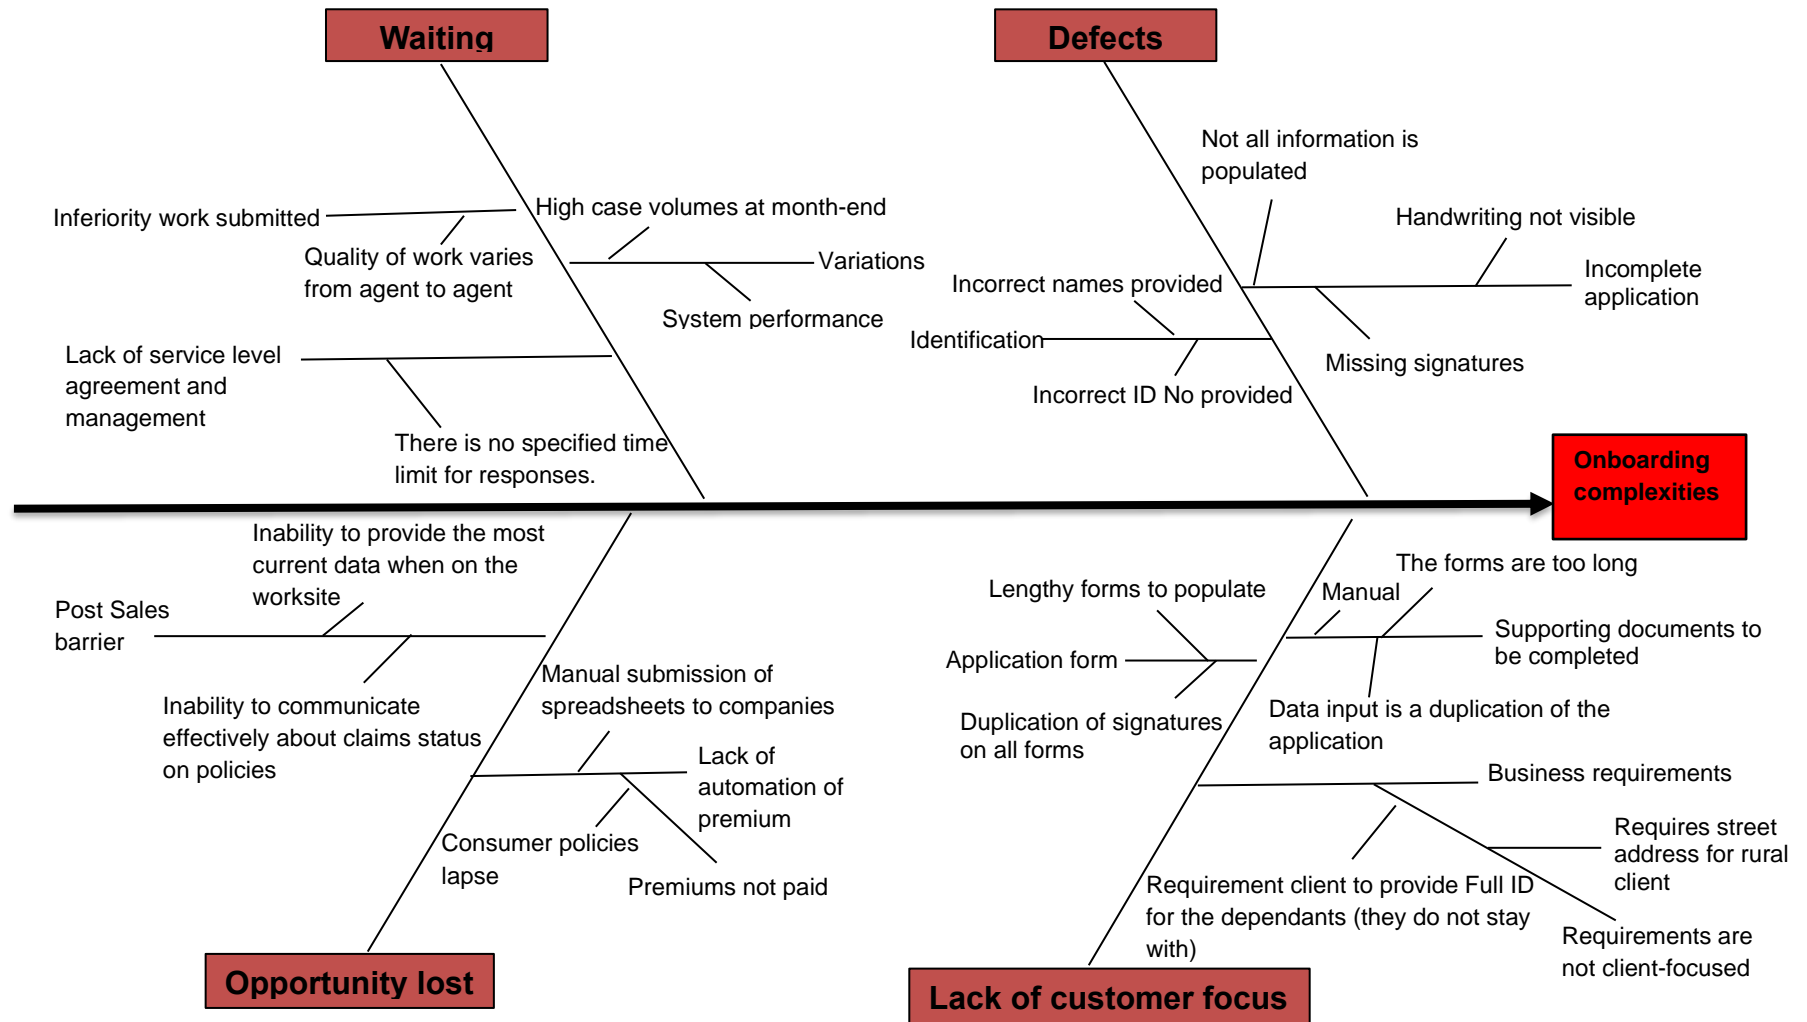 Waiting
Defects
Not all information is
populated
Inferiority work submitted
High case volumes at month-end
Handwriting not visible
Quality of work varies
from agent to agent
Variations
Incomplete
application
Incorrect names provided
System performance
Identification
Lack of service level
agreement and
management
Missing signatures
Incorrect ID No provided
There is no specified time
limit for responses.
Onboarding
complexities
Inability to provide the most
current data when on the
worksite
The forms are too long
Lengthy forms to populate
Manual
Post Sales
barrier
Supporting documents to
be completed
Application form
Manual submission of
spreadsheets to companies
Inability to communicate
effectively about claims status
on policies
Duplication of signatures
on all forms
Data input is a duplication of the
application
Lack of
automation of
premium
Business requirements
Consumer policies
lapse
Requires street
address for rural
client
Premiums not paid
Requirement client to provide Full ID
for the dependants (they do not stay
with)
Requirements are
not client-focused
Opportunity lost
Lack of customer focus